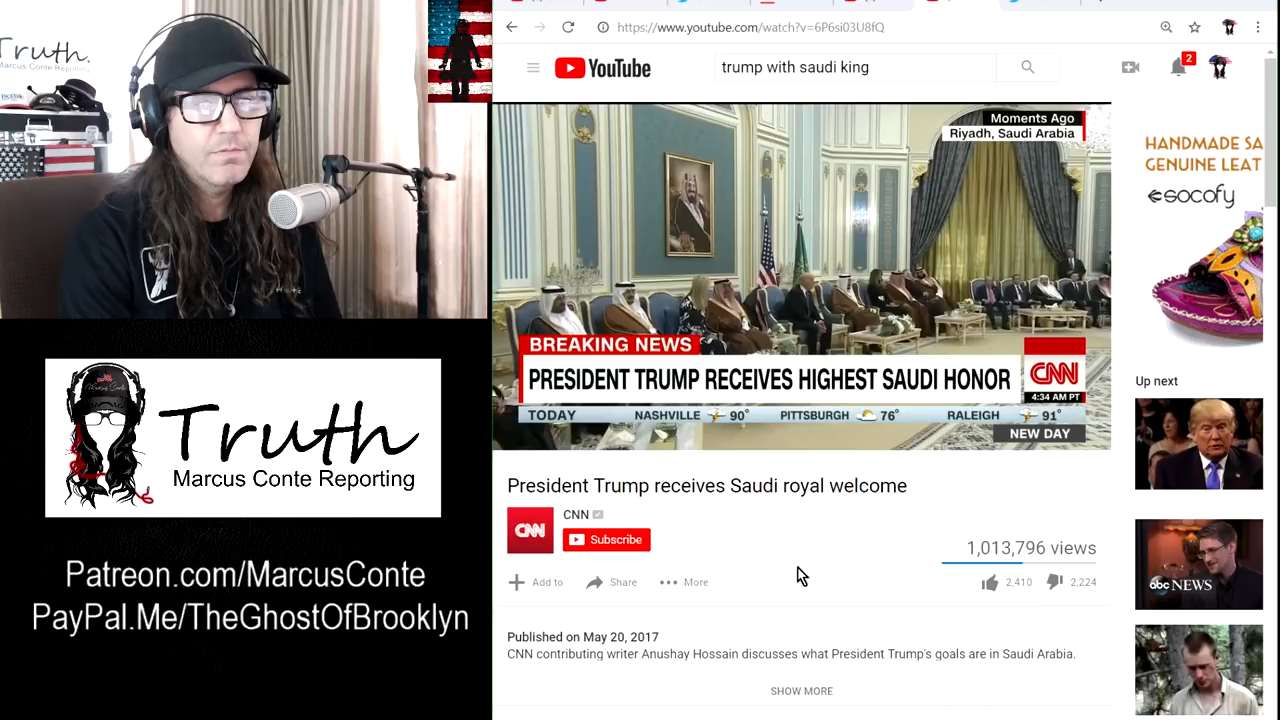 Truth.
Marcus Conte Reporting
Truth
Marcus Conte Reporting
Patreon.com/MarcusConte
PayPal.Me/TheGhostOfBrooklyn
https://www.youtube.com/watch?v=6P6si03U8fQ
YouTube
trump with saudi king
2
Moments Ago
Riyadh, Saudi Arabia
BREAKING NEWS
PRESIDENT TRUMP RECEIVES HIGHEST SAUDI HONOR
CNN
4:34 AM PT
TODAY NASHVILLE 90° PITTSBURGH 76° RALEIGH 91°
NEW DAY
President Trump receives Saudi royal welcome
CNN
CNN
Subscribe
1,013,796 views
Add to Share More
2,410 2,224
Published on May 20, 2017
CNN contributing writer Anushay Hossain discusses what President Trump's goals are in Saudi Arabia.
SHOW MORE
HANDMADE SA
GENUINE LEAT
socofy
Up next
abc NEWS